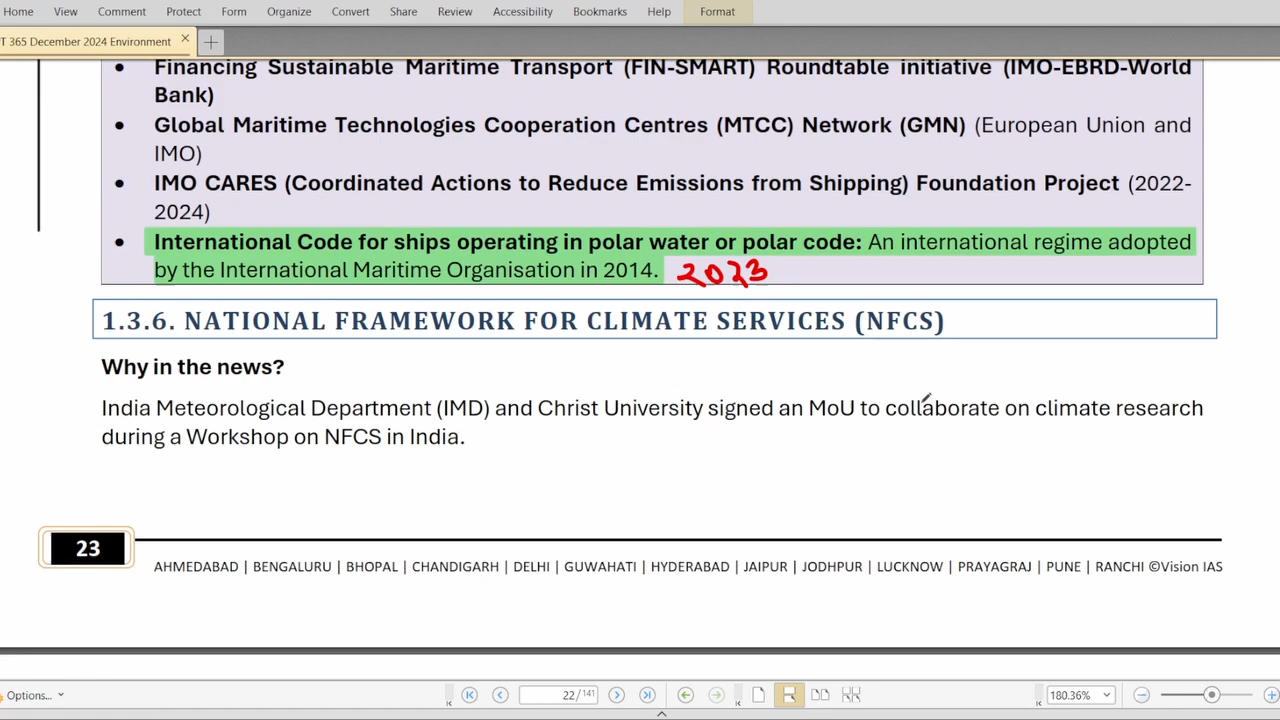 Home View Comment Protect Form Organize Convert Share Review Accessibility Bookmarks Help Format
T 365 December 2024 Environment
Financing Sustainable Maritime Transport (FIN-SMART) Roundtable initiative (IMO-EBRD-World
Bank)
• Global Maritime Technologies Cooperation Centres (MTCC) Network (GMN) (European Union and
IMO)
• IMO CARES (Coordinated Actions to Reduce Emissions from Shipping) Foundation Project (2022-
2024)
• International Code for ships operating in polar water or polar code: An international regime adopted
by the International Maritime Organisation in 2014. 2023
1.3.6. NATIONAL FRAMEWORK FOR CLIMATE SERVICES (NFCS)
Why in the news?
India Meteorological Department (IMD) and Christ University signed an MoU to collaborate on climate research
during a Workshop on NFCS in India.
23
AHMEDABAD | BENGALURU | BHOPAL | CHANDIGARH | DELHI | GUWAHATI | HYDERABAD | JAIPUR | JODHPUR | LUCKNOW | PRAYAGRAJ | PUNE | RANCHI ©Vision IAS
Options... 22 / 141 180.36%